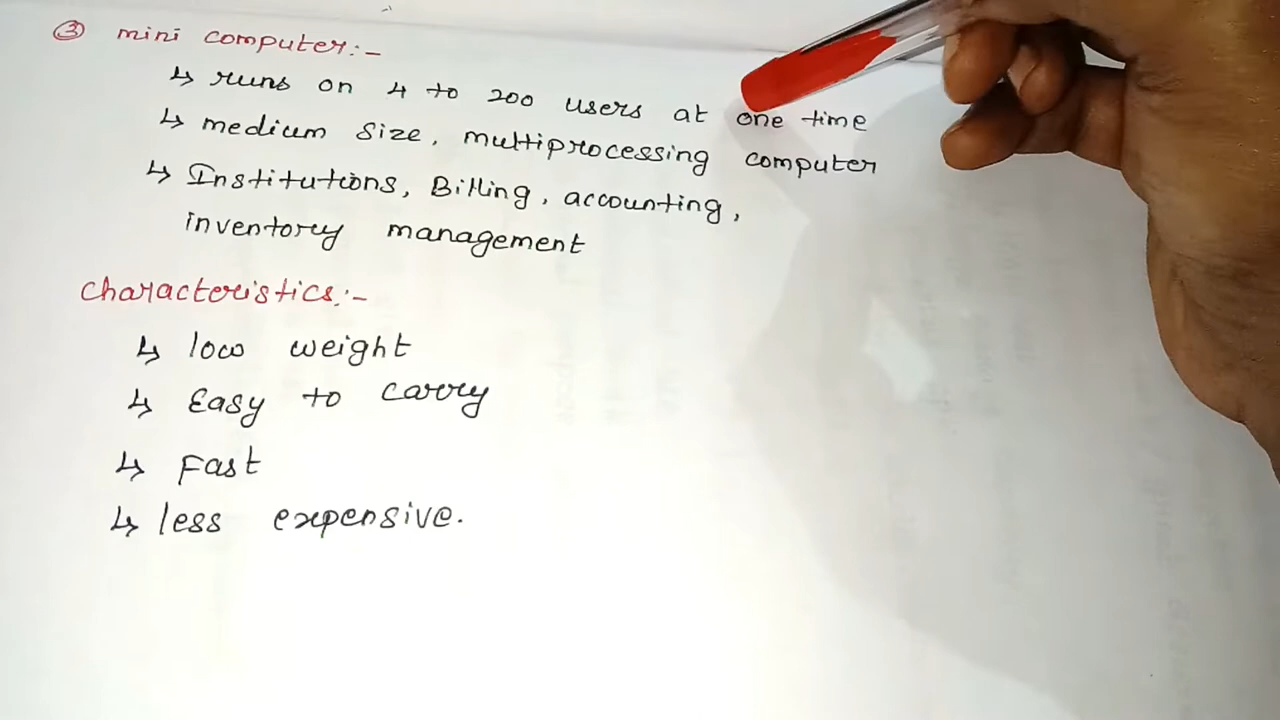 ③ mini computer:-
↳ runs on 4 to 200 users at one time
↳ medium size, multiprocessing computer
↳ Institutions, Billing, accounting,
inventory management
characteristics:-
↳ low weight
↳ Easy to carry
↳ Fast
↳ less expensive.